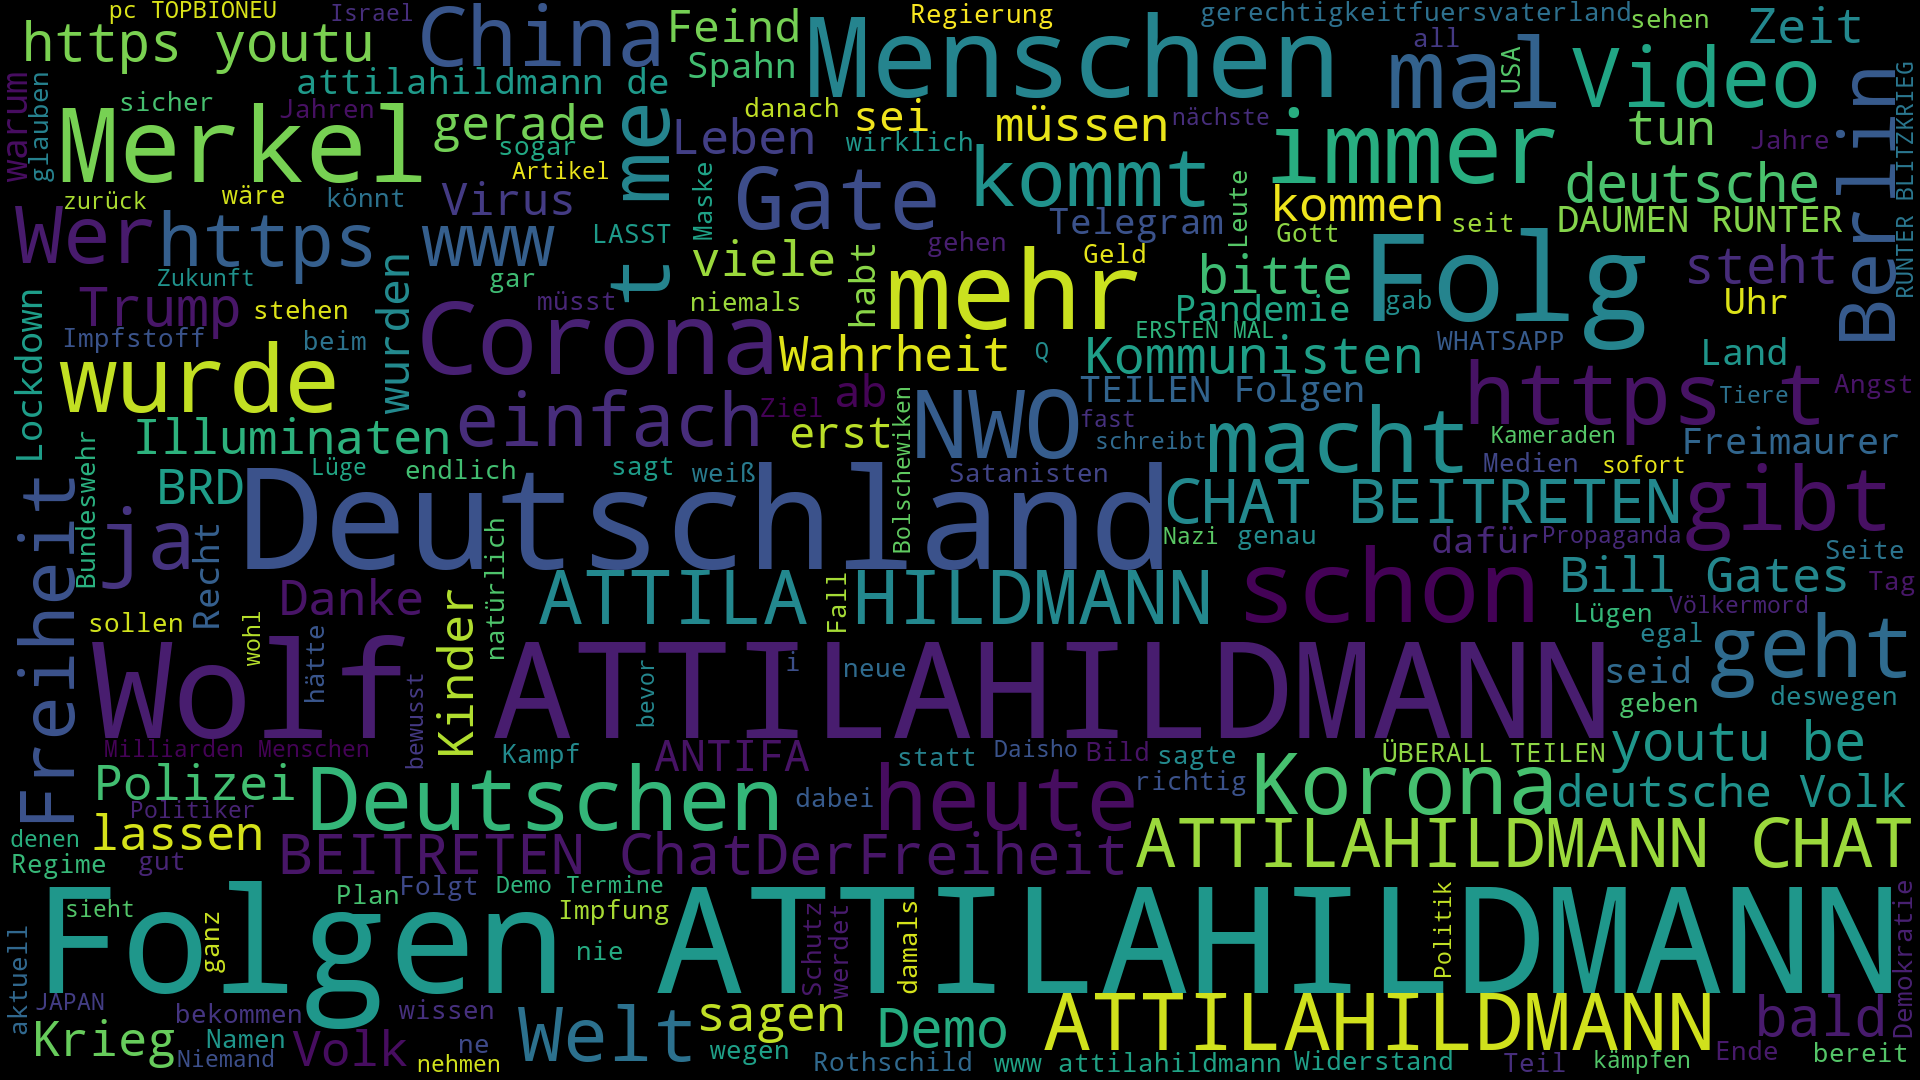 pc TOPBIONEU
Israel
China
Feind
Regierung
gerechtigkeitfuersvaterland
sehen
Zeit
https youtu
Spahn
Menschen
all
mal
USA
Video
attilahildmann de
Warum
glauben
sicher
Jahren
Merkel
gerade
sogar
Artikel
t me
Leben
danach
sei
wirklich
müssen
nächste
immer
tun
Jahre
Berlin
RUNTER BLITZKRIEG
zurück
wäre
könnt
Virus
Maske
Gate
kommt
Leute
kommen
deutsche
seit
DAUMEN RUNTER
Wer
https
www
LASST
Telegram
Gott
Folg
steht
Zukunft
gar
viele
gehen
Geld
habt
mehr
bitte
Uhr
Trump
stehen
wurden
müsst
niemals
Pandemie
gab
Lockdown
Impfstoff
beim
Corona
Wahrheit
Q
ERSTEN MAL
Kommunisten
WHATSAPP
Land
wurde
einfach
Ziel
ab
TEILEN Folgen
https t
Tiere
Angst
Illuminaten
erst
Bolschewiken
NWO
fast
schreibt
macht
Kameraden
Freimaurer
Bundeswehr
BRD
Lüge
endlich
sagt
weiß
Satanisten
Medien
sofort
Freiheit
ja
Recht
Deutschland
CHAT BEITRETEN
gibt
natürlich
Nazi
genau
dafür
Propaganda
Seite
Danke
ATTILA HILDMANN
Fall
schon
Bill Gates
Tag
sollen
wohl
hätte
Kinder
Lügen
Völkermord
egal
geht
Wolf
ATTILAHILDMANN
bevor
i
neue
seid
deswegen
geben
bewusst
Milliarden Menschen
Kampf
ANTIFA
statt
Daisho
Bild
sagte
ÜBERALL TEILEN
youtu be
Polizei
Deutschen
dabei
heute
richtig
Korona
deutsche Volk
Politiker
denen
lassen
Regime
gut
BEITRETEN ChatDerFreiheit
ATTILAHILDMANN CHAT
Plan
Folgt
Demo Termine
Impfung
sieht
ganz
Folgen ATTILAHILDMANN
nie
Schutz
werdet
damals
Politik
Demokratie
aktuell
JAPAN
bekommen
wissen
Welt
sagen
Demo
ATTILAHILDMANN
bald
Krieg
Namen
Niemand
Volk
ne
nehmen
wegen
Rothschild
www attilahildmann
Widerstand
Teil
kämpfen
Ende
bereit